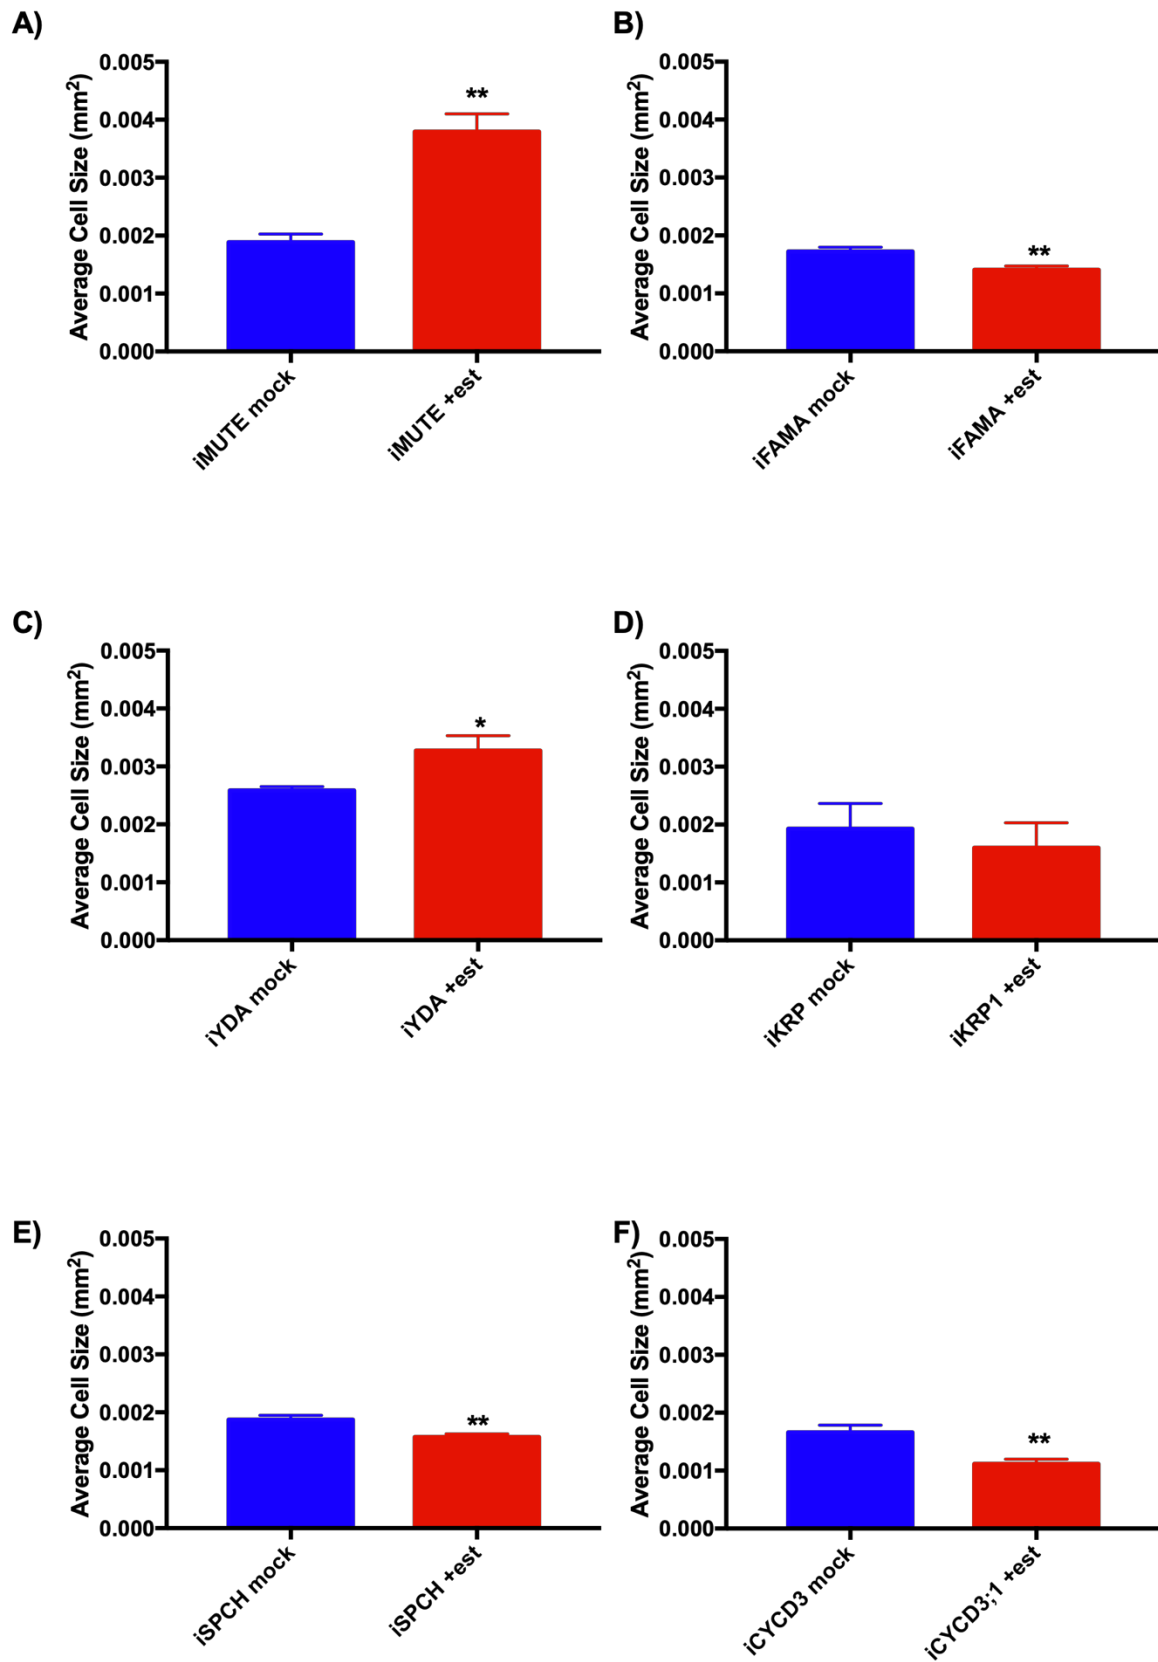 A)
Average Cell Size (mm²)
0.005
0.004
0.003
0.002
0.001
0.000
**
iMUTE mock
iMUTE +est
B)
Average Cell Size (mm²)
0.005
0.004
0.003
0.002
0.001
0.000
**
iFAMA mock
iFAMA +est
C)
Average Cell Size (mm²)
0.005
0.004
0.003
0.002
0.001
0.000
*
iYDA mock
iYDA +est
D)
Average Cell Size (mm²)
0.005
0.004
0.003
0.002
0.001
0.000
iKRP mock
iKRP1 +est
E)
Average Cell Size (mm²)
0.005
0.004
0.003
0.002
0.001
0.000
**
iSPCH mock
iSPCH +est
F)
Average Cell Size (mm²)
0.005
0.004
0.003
0.002
0.001
0.000
**
iCYCD3 mock
iCYCD3;1 +est